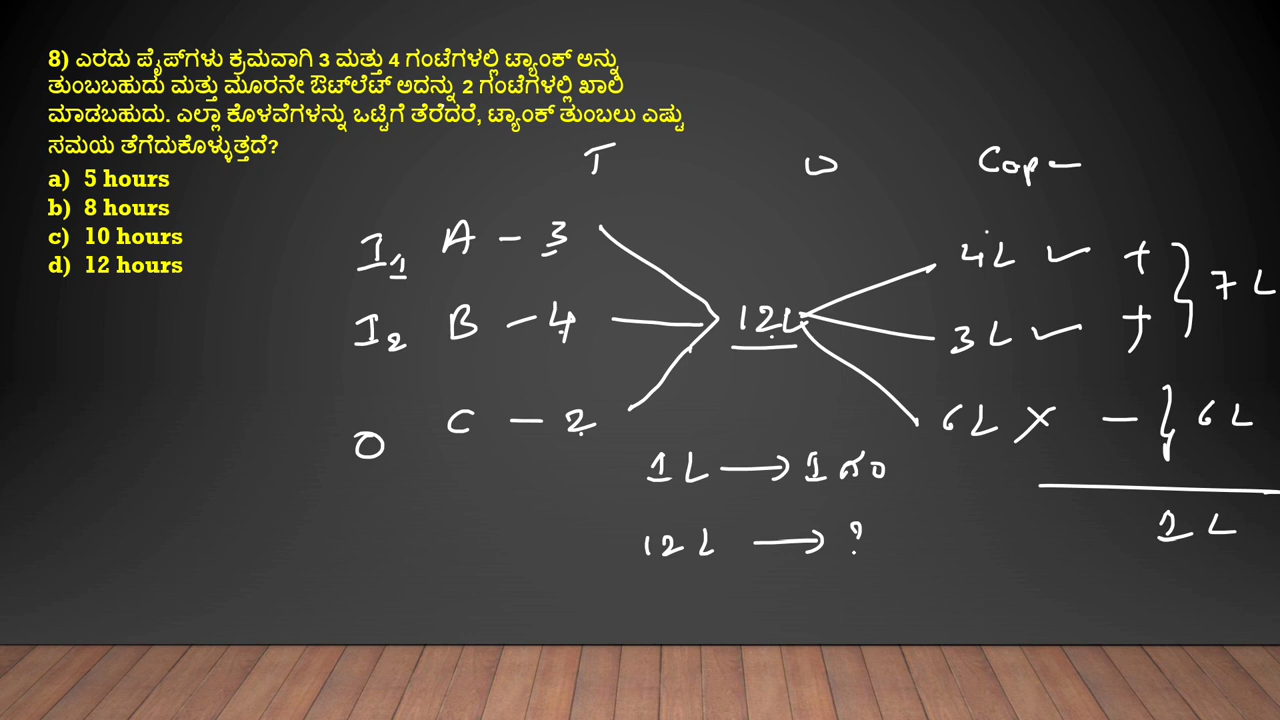 8) ಎರಡು ಪೈಪ್‌ಗಳು ಕ್ರಮವಾಗಿ 3 ಮತ್ತು 4 ಗಂಟೆಗಳಲ್ಲಿ ಟ್ಯಾಂಕ್ ಅನ್ನು
ತುಂಬಬಹುದು ಮತ್ತು ಮೂರನೇ ಔಟ್‌ಲೆಟ್ ಅದನ್ನು 2 ಗಂಟೆಗಳಲ್ಲಿ ಖಾಲಿ
ಮಾಡಬಹುದು. ಎಲ್ಲಾ ಕೊಳವೆಗಳನ್ನು ಒಟ್ಟಿಗೆ ತೆರೆದರೆ, ಟ್ಯಾಂಕ್ ತುಂಬಲು ಎಷ್ಟು
ಸಮಯ ತೆಗೆದುಕೊಳ್ಳುತ್ತದೆ?
a) 5 hours
b) 8 hours
c) 10 hours
d) 12 hours
T W Cap
I1 A - 3 4L ✓ +
7L
I2 B - 4 12L 3L ✓ +
O C - 2 6L × - 6L
1L → 1 ಗಂ
1L
12L → ?